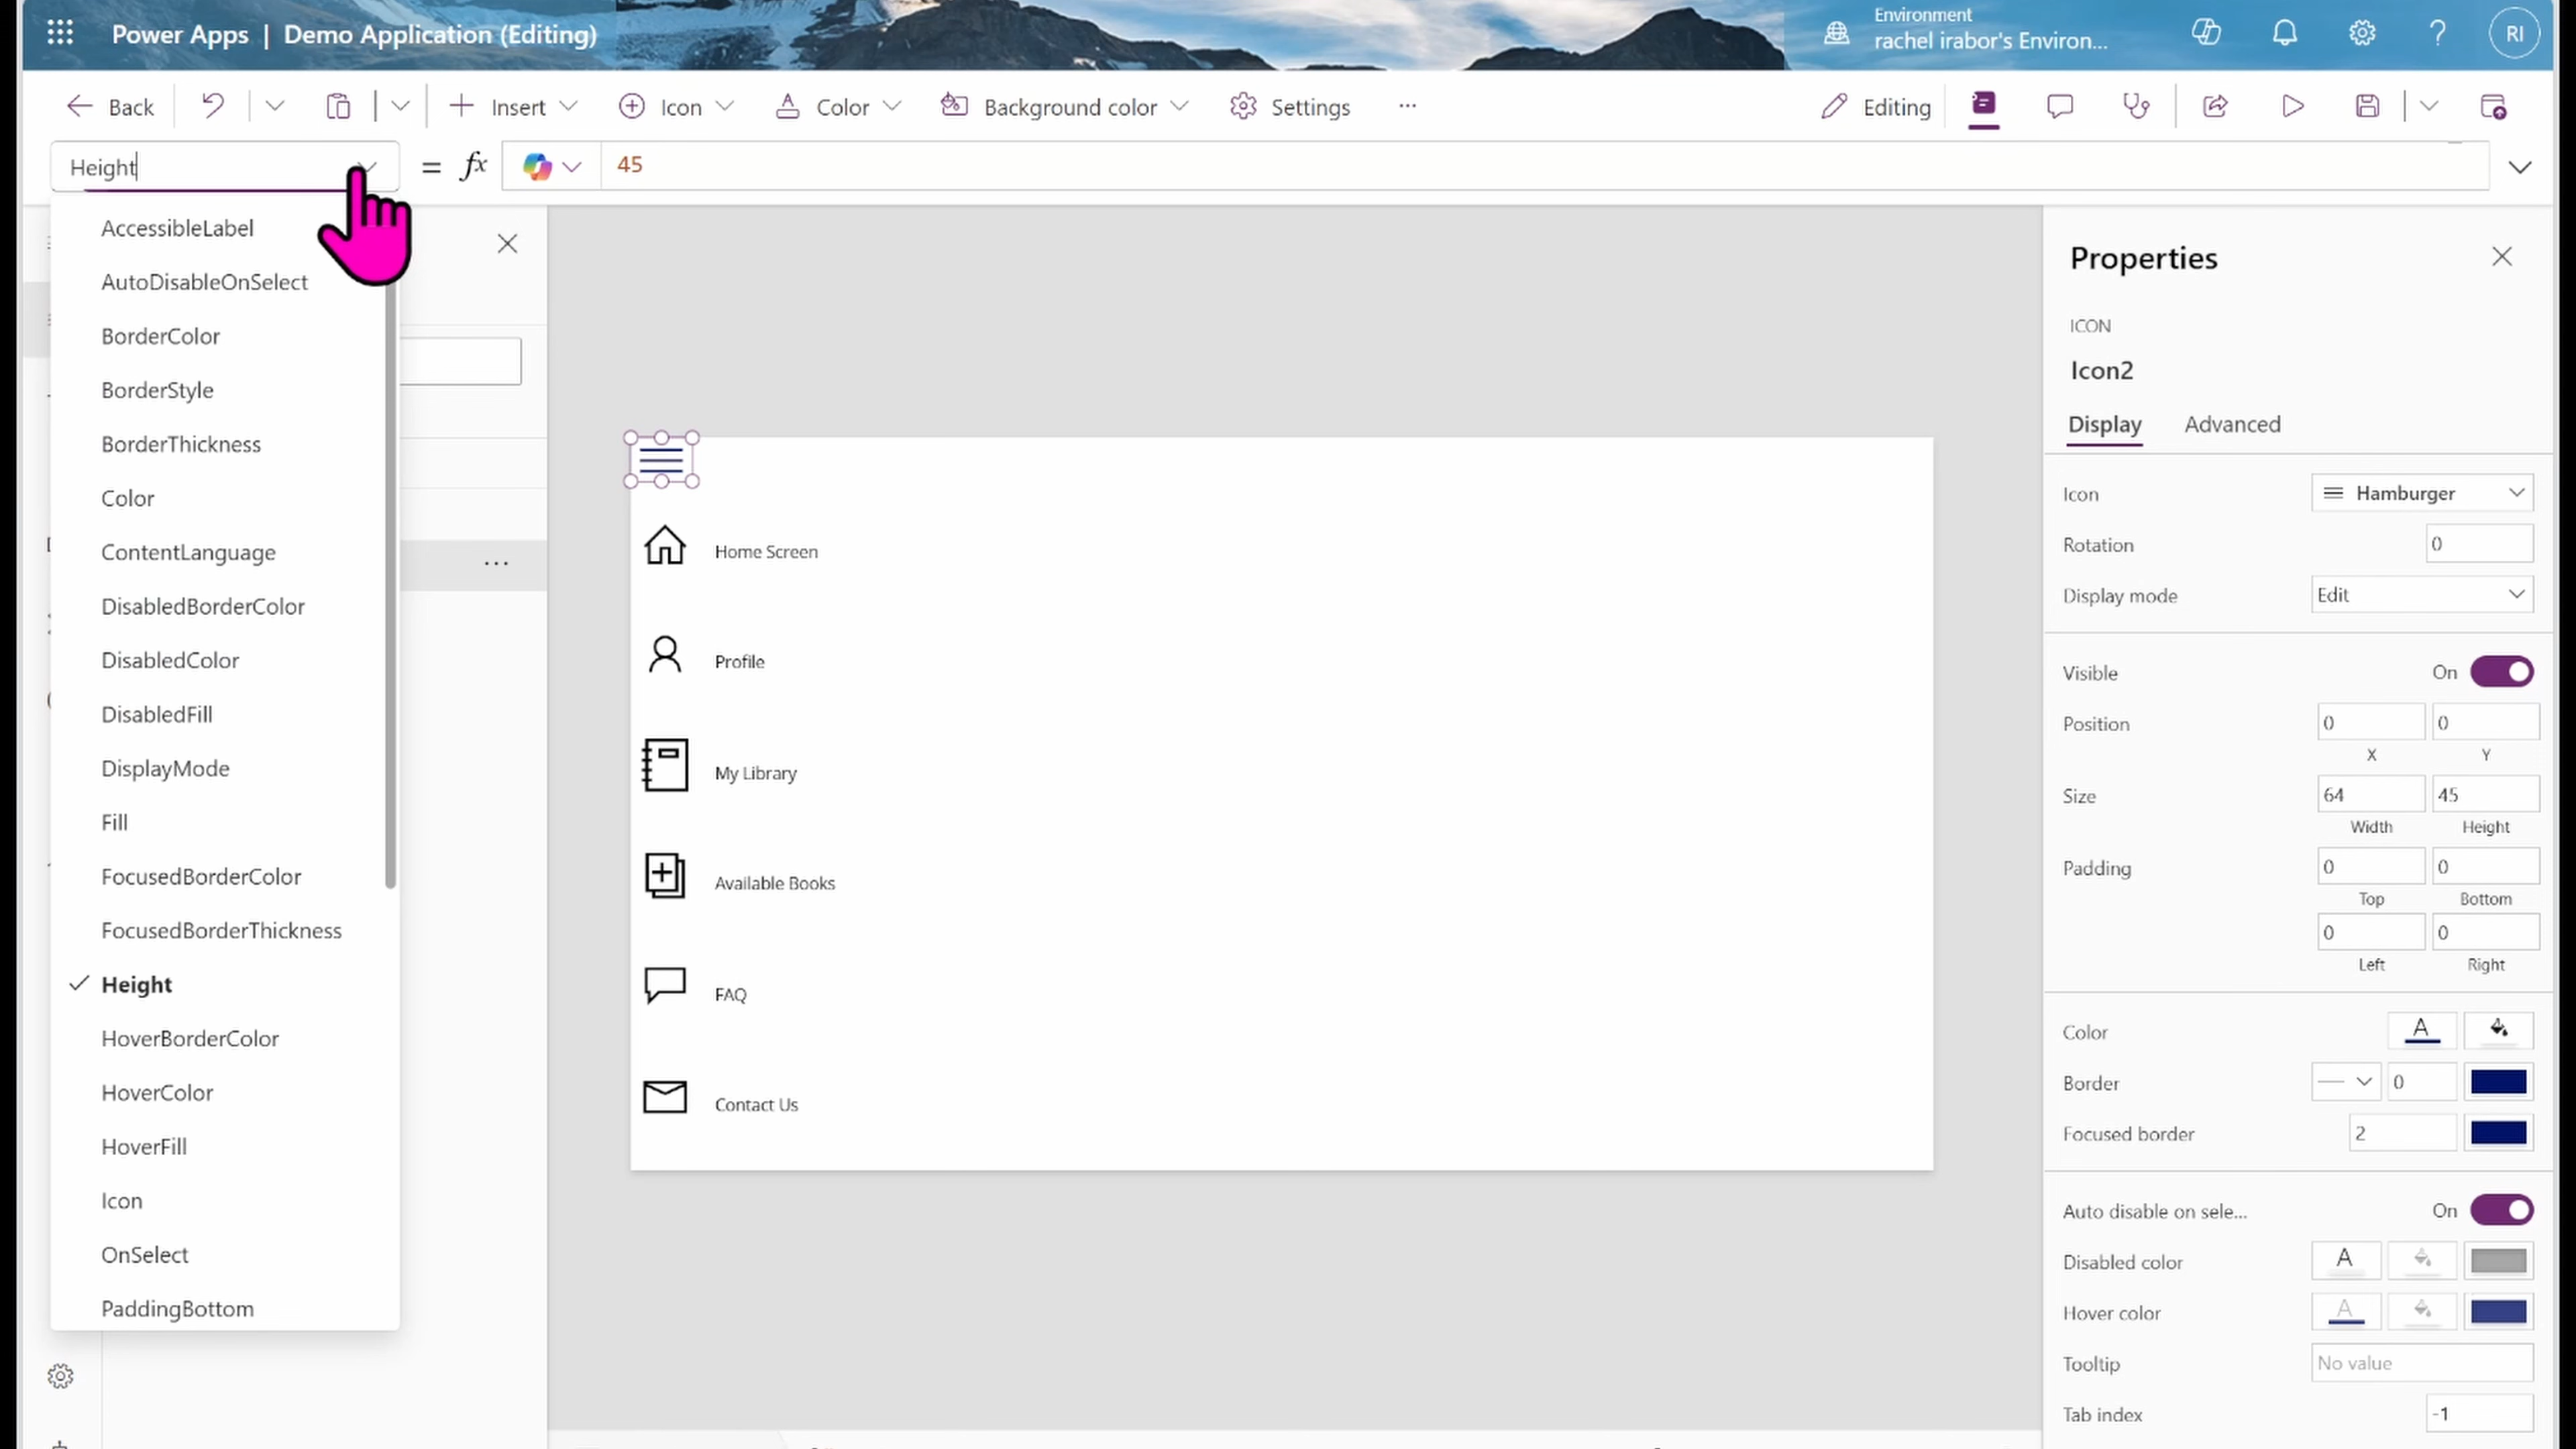 Power Apps | Demo Application (Editing)
Environment
rachel irabor's Environ...
RI
Back
Insert
Icon
Color
Background color
Settings
...
Editing
Height
= fx
45
AccessibleLabel
AutoDisableOnSelect
BorderColor
BorderStyle
BorderThickness
Color
ContentLanguage
DisabledBorderColor
DisabledColor
DisabledFill
DisplayMode
Fill
FocusedBorderColor
FocusedBorderThickness
Height
HoverBorderColor
HoverColor
HoverFill
Icon
OnSelect
PaddingBottom
...
Home Screen
Profile
My Library
Available Books
FAQ
Contact Us
Properties
ICON
Icon2
Display Advanced
Icon Hamburger
Rotation 0
Display mode Edit
Visible On
Position 0 0
X Y
Size 64 45
Width Height
Padding 0 0
Top Bottom
0 0
Left Right
Color A
Border 0
Focused border 2
Auto disable on sele... On
Disabled color A
Hover color A
Tooltip No value
Tab index -1